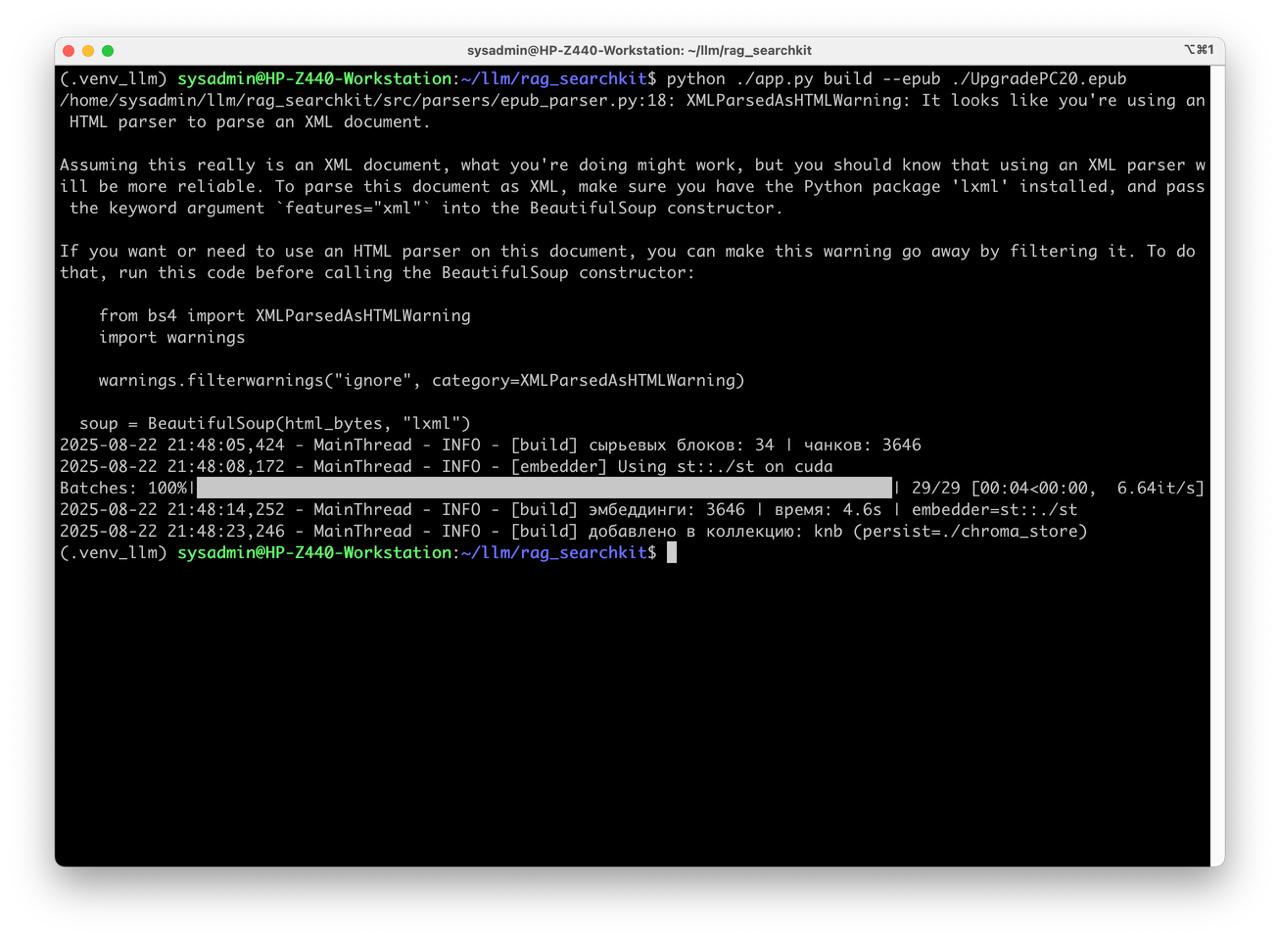 sysadmin@HP-Z440-Workstation: ~/llm/rag_searchkit
⌥⌘1
(.venv_llm) sysadmin@HP-Z440-Workstation:~/llm/rag_searchkit$ python ./app.py build --epub ./UpgradePC20.epub
/home/sysadmin/llm/rag_searchkit/src/parsers/epub_parser.py:18: XMLParsedAsHTMLWarning: It looks like you're using an
 HTML parser to parse an XML document.

Assuming this really is an XML document, what you're doing might work, but you should know that using an XML parser w
ill be more reliable. To parse this document as XML, make sure you have the Python package 'lxml' installed, and pass
 the keyword argument `features="xml"` into the BeautifulSoup constructor.

If you want or need to use an HTML parser on this document, you can make this warning go away by filtering it. To do
that, run this code before calling the BeautifulSoup constructor:

    from bs4 import XMLParsedAsHTMLWarning
    import warnings

    warnings.filterwarnings("ignore", category=XMLParsedAsHTMLWarning)

  soup = BeautifulSoup(html_bytes, "lxml")
2025-08-22 21:48:05,424 - MainThread - INFO - [build] сырьевых блоков: 34 | чанков: 3646
2025-08-22 21:48:08,172 - MainThread - INFO - [embedder] Using st::./st on cuda
Batches: 100%| | 29/29 [00:04<00:00,  6.64it/s]
2025-08-22 21:48:14,252 - MainThread - INFO - [build] эмбеддинги: 3646 | время: 4.6s | embedder=st::./st
2025-08-22 21:48:23,246 - MainThread - INFO - [build] добавлено в коллекцию: knb (persist=./chroma_store)
(.venv_llm) sysadmin@HP-Z440-Workstation:~/llm/rag_searchkit$